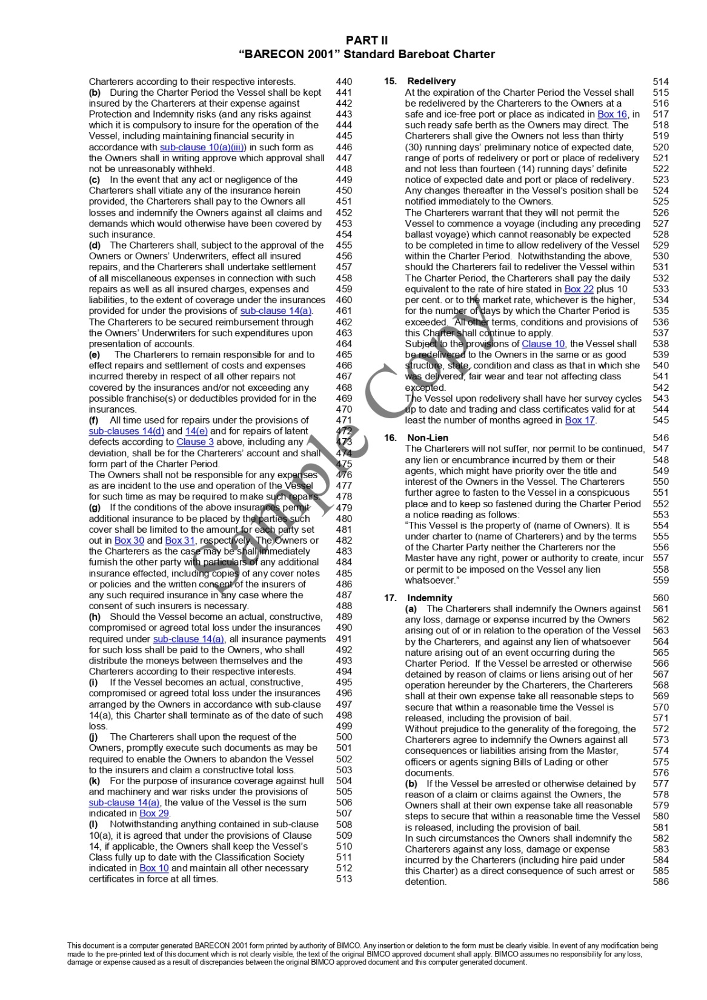 PART II
“BARECON 2001” Standard Bareboat Charter
Charterers according to their respective interests. 440
(b) During the Charter Period the Vessel shall be kept 441
insured by the Charterers at their expense against 442
Protection and Indemnity risks (and any risks against 443
which it is compulsory to insure for the operation of the 444
Vessel, including maintaining financial security in 445
accordance with sub-clause 10(a)(iii)) in such form as 446
the Owners shall in writing approve which approval shall 447
not be unreasonably withheld. 448
(c) In the event that any act or negligence of the 449
Charterers shall vitiate any of the insurance herein 450
provided, the Charterers shall pay to the Owners all 451
losses and indemnify the Owners against all claims and 452
demands which would otherwise have been covered by 453
such insurance. 454
(d) The Charterers shall, subject to the approval of the 455
Owners or Owners’ Underwriters, effect all insured 456
repairs, and the Charterers shall undertake settlement 457
of all miscellaneous expenses in connection with such 458
repairs as well as all insured charges, expenses and 459
liabilities, to the extent of coverage under the insurances 460
provided for under the provisions of sub-clause 14(a). 461
The Charterers to be secured reimbursement through 462
the Owners’ Underwriters for such expenditures upon 463
presentation of accounts. 464
(e) The Charterers to remain responsible for and to 465
effect repairs and settlement of costs and expenses 466
incurred thereby in respect of all other repairs not 467
covered by the insurances and/or not exceeding any 468
possible franchise(s) or deductibles provided for in the 469
insurances. 470
(f) All time used for repairs under the provisions of 471
sub-clauses 14(d) and 14(e) and for repairs of latent 472
defects according to Clause 3 above, including any 473
deviation, shall be for the Charterers’ account and shall 474
form part of the Charter Period. 475
The Owners shall not be responsible for any expenses 476
as are incident to the use and operation of the Vessel 477
for such time as may be required to make such repairs. 478
(g) If the conditions of the above insurances permit 479
additional insurance to be placed by the parties such 480
cover shall be limited to the amount for each party set 481
out in Box 30 and Box 31, respectively. The Owners or 482
the Charterers as the case may be shall immediately 483
furnish the other party with particulars of any additional 484
insurance effected, including copies of any cover notes 485
or policies and the written consent of the insurers of 486
any such required insurance in any case where the 487
consent of such insurers is necessary. 488
(h) Should the Vessel become an actual, constructive, 489
compromised or agreed total loss under the insurances 490
required under sub-clause 14(a), all insurance payments 491
for such loss shall be paid to the Owners, who shall 492
distribute the moneys between themselves and the 493
Charterers according to their respective interests. 494
(i) If the Vessel becomes an actual, constructive, 495
compromised or agreed total loss under the insurances 496
arranged by the Owners in accordance with sub-clause 497
14(a), this Charter shall terminate as of the date of such 498
loss. 499
(j) The Charterers shall upon the request of the 500
Owners, promptly execute such documents as may be 501
required to enable the Owners to abandon the Vessel 502
to the insurers and claim a constructive total loss. 503
(k) For the purpose of insurance coverage against hull 504
and machinery and war risks under the provisions of 505
sub-clause 14(a), the value of the Vessel is the sum 506
indicated in Box 29. 507
(l) Notwithstanding anything contained in sub-clause 508
10(a), it is agreed that under the provisions of Clause 509
14, if applicable, the Owners shall keep the Vessel’s 510
Class fully up to date with the Classification Society 511
indicated in Box 10 and maintain all other necessary 512
certificates in force at all times. 513
15. Redelivery 514
At the expiration of the Charter Period the Vessel shall 515
be redelivered by the Charterers to the Owners at a 516
safe and ice-free port or place as indicated in Box 16, in 517
such ready safe berth as the Owners may direct. The 518
Charterers shall give the Owners not less than thirty 519
(30) running days’ preliminary notice of expected date, 520
range of ports of redelivery or port or place of redelivery 521
and not less than fourteen (14) running days’ definite 522
notice of expected date and port or place of redelivery. 523
Any changes thereafter in the Vessel’s position shall be 524
notified immediately to the Owners. 525
The Charterers warrant that they will not permit the 526
Vessel to commence a voyage (including any preceding 527
ballast voyage) which cannot reasonably be expected 528
to be completed in time to allow redelivery of the Vessel 529
within the Charter Period. Notwithstanding the above, 530
should the Charterers fail to redeliver the Vessel within 531
The Charter Period, the Charterers shall pay the daily 532
equivalent to the rate of hire stated in Box 22 plus 10 533
per cent. or to the market rate, whichever is the higher, 534
for the number of days by which the Charter Period is 535
exceeded. All other terms, conditions and provisions of 536
this Charter shall continue to apply. 537
Subject to the provisions of Clause 10, the Vessel shall 538
be redelivered to the Owners in the same or as good 539
structure, state, condition and class as that in which she 540
was delivered, fair wear and tear not affecting class 541
excepted. 542
The Vessel upon redelivery shall have her survey cycles 543
up to date and trading and class certificates valid for at 544
least the number of months agreed in Box 17. 545
16. Non-Lien 546
The Charterers will not suffer, nor permit to be continued, 547
any lien or encumbrance incurred by them or their 548
agents, which might have priority over the title and 549
interest of the Owners in the Vessel. The Charterers 550
further agree to fasten to the Vessel in a conspicuous 551
place and to keep so fastened during the Charter Period 552
a notice reading as follows: 553
“This Vessel is the property of (name of Owners). It is 554
under charter to (name of Charterers) and by the terms 555
of the Charter Party neither the Charterers nor the 556
Master have any right, power or authority to create, incur 557
or permit to be imposed on the Vessel any lien 558
whatsoever.” 559
17. Indemnity 560
(a) The Charterers shall indemnify the Owners against 561
any loss, damage or expense incurred by the Owners 562
arising out of or in relation to the operation of the Vessel 563
by the Charterers, and against any lien of whatsoever 564
nature arising out of an event occurring during the 565
Charter Period. If the Vessel be arrested or otherwise 566
detained by reason of claims or liens arising out of her 567
operation hereunder by the Charterers, the Charterers 568
shall at their own expense take all reasonable steps to 569
secure that within a reasonable time the Vessel is 570
released, including the provision of bail. 571
Without prejudice to the generality of the foregoing, the 572
Charterers agree to indemnify the Owners against all 573
consequences or liabilities arising from the Master, 574
officers or agents signing Bills of Lading or other 575
documents. 576
(b) If the Vessel be arrested or otherwise detained by 577
reason of a claim or claims against the Owners, the 578
Owners shall at their own expense take all reasonable 579
steps to secure that within a reasonable time the Vessel 580
is released, including the provision of bail. 581
In such circumstances the Owners shall indemnify the 582
Charterers against any loss, damage or expense 583
incurred by the Charterers (including hire paid under 584
this Charter) as a direct consequence of such arrest or 585
detention. 586
Sample Copy
This document is a computer generated BARECON 2001 form printed by authority of BIMCO. Any insertion or deletion to the form must be clearly visible. In event of any modification being
made to the pre-printed text of this document which is not clearly visible, the text of the original BIMCO approved document shall apply. BIMCO assumes no responsibility for any loss,
damage or expense caused as a result of discrepancies between the original BIMCO approved document and this computer generated document.